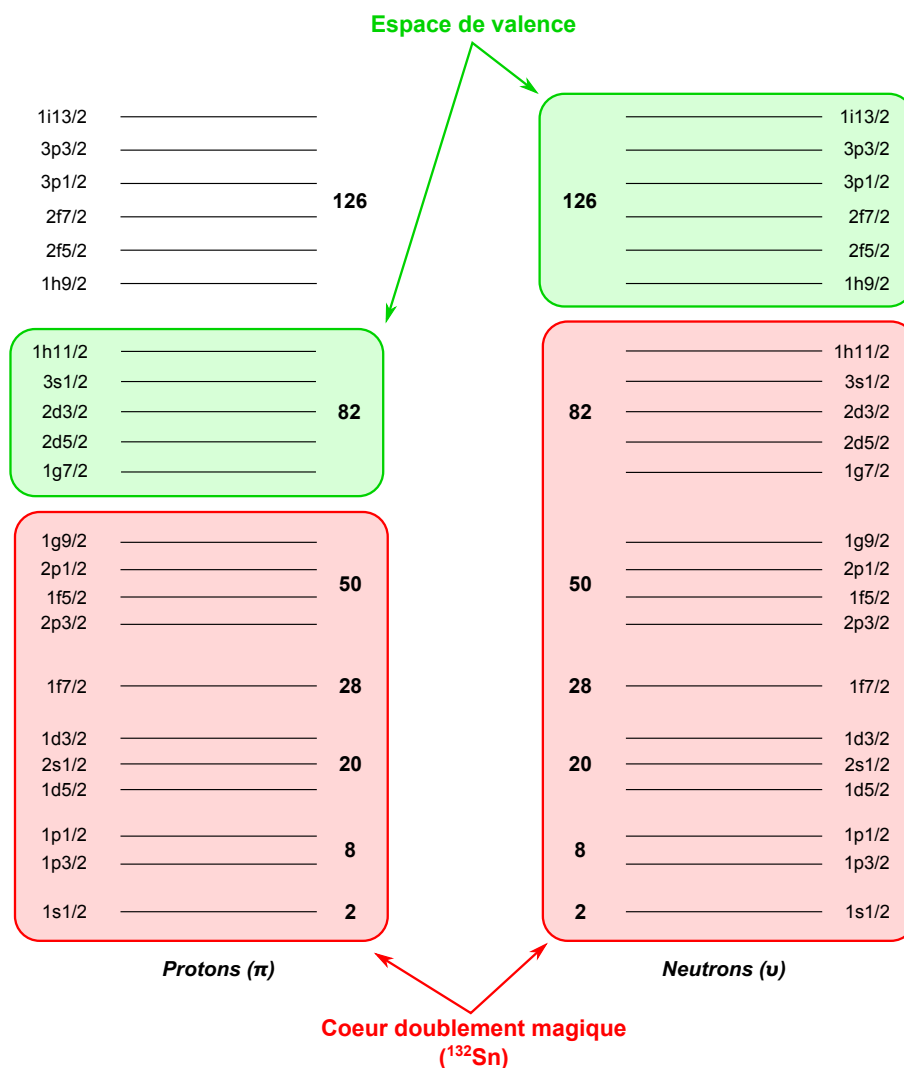 Espace de valence
1i13/2
3p3/2
3p1/2
126
2f7/2
2f5/2
1h9/2
1h11/2
3s1/2
2d3/2
82
2d5/2
1g7/2
1g9/2
2p1/2
50
1f5/2
2p3/2
1f7/2
28
1d3/2
2s1/2
20
1d5/2
1p1/2
8
1p3/2
1s1/2
2
Protons (π)
1i13/2
3p3/2
3p1/2
126
2f7/2
2f5/2
1h9/2
1h11/2
3s1/2
82
2d3/2
2d5/2
1g7/2
1g9/2
2p1/2
50
1f5/2
2p3/2
28
1f7/2
1d3/2
20
2s1/2
1d5/2
1p1/2
8
1p3/2
2
1s1/2
Neutrons (υ)
Coeur doublement magique
(¹³²Sn)